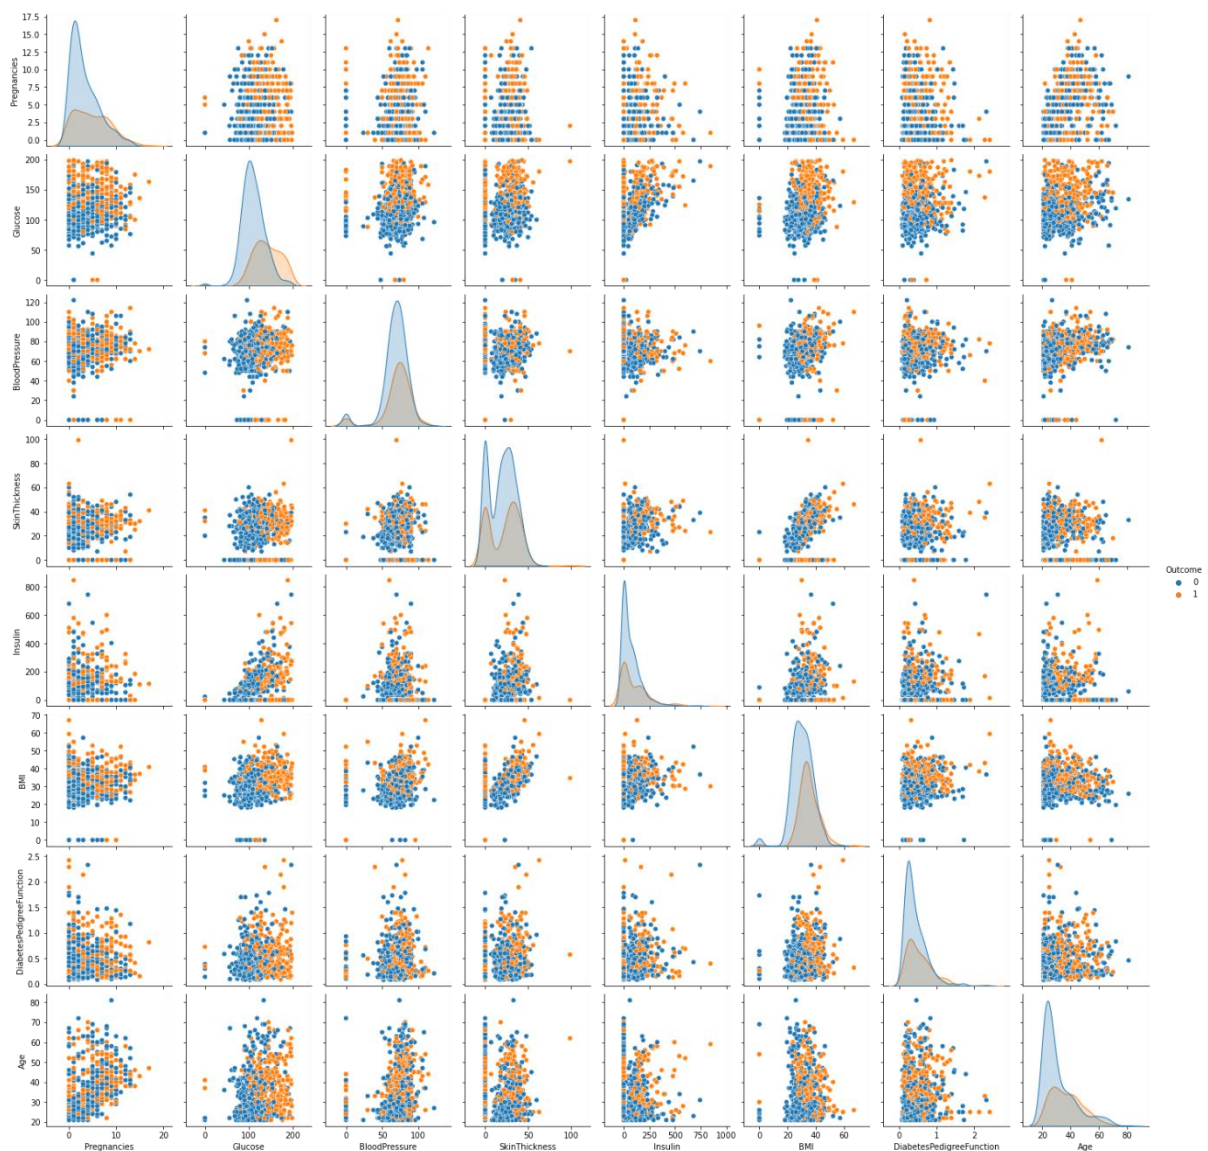 17.5
15.0
12.5
10.0
7.5
5.0
2.5
0.0
Pregnancies
200
150
100
50
0
Glucose
120
100
80
60
40
20
0
BloodPressure
100
80
60
40
20
0
SkinThickness
800
600
400
200
0
Insulin
Outcome
0
1
70
60
50
40
30
20
10
0
BMI
2.5
2.0
1.5
1.0
0.5
0.0
DiabetesPedigreeFunction
80
70
60
50
40
30
20
Age
0 10 20
Pregnancies
0 100 200
Glucose
0 50 100
BloodPressure
0 50 100
SkinThickness
0 250 500 750 1000
Insulin
0 20 40 60
BMI
0 1 2
DiabetesPedigreeFunction
20 40 60 80
Age